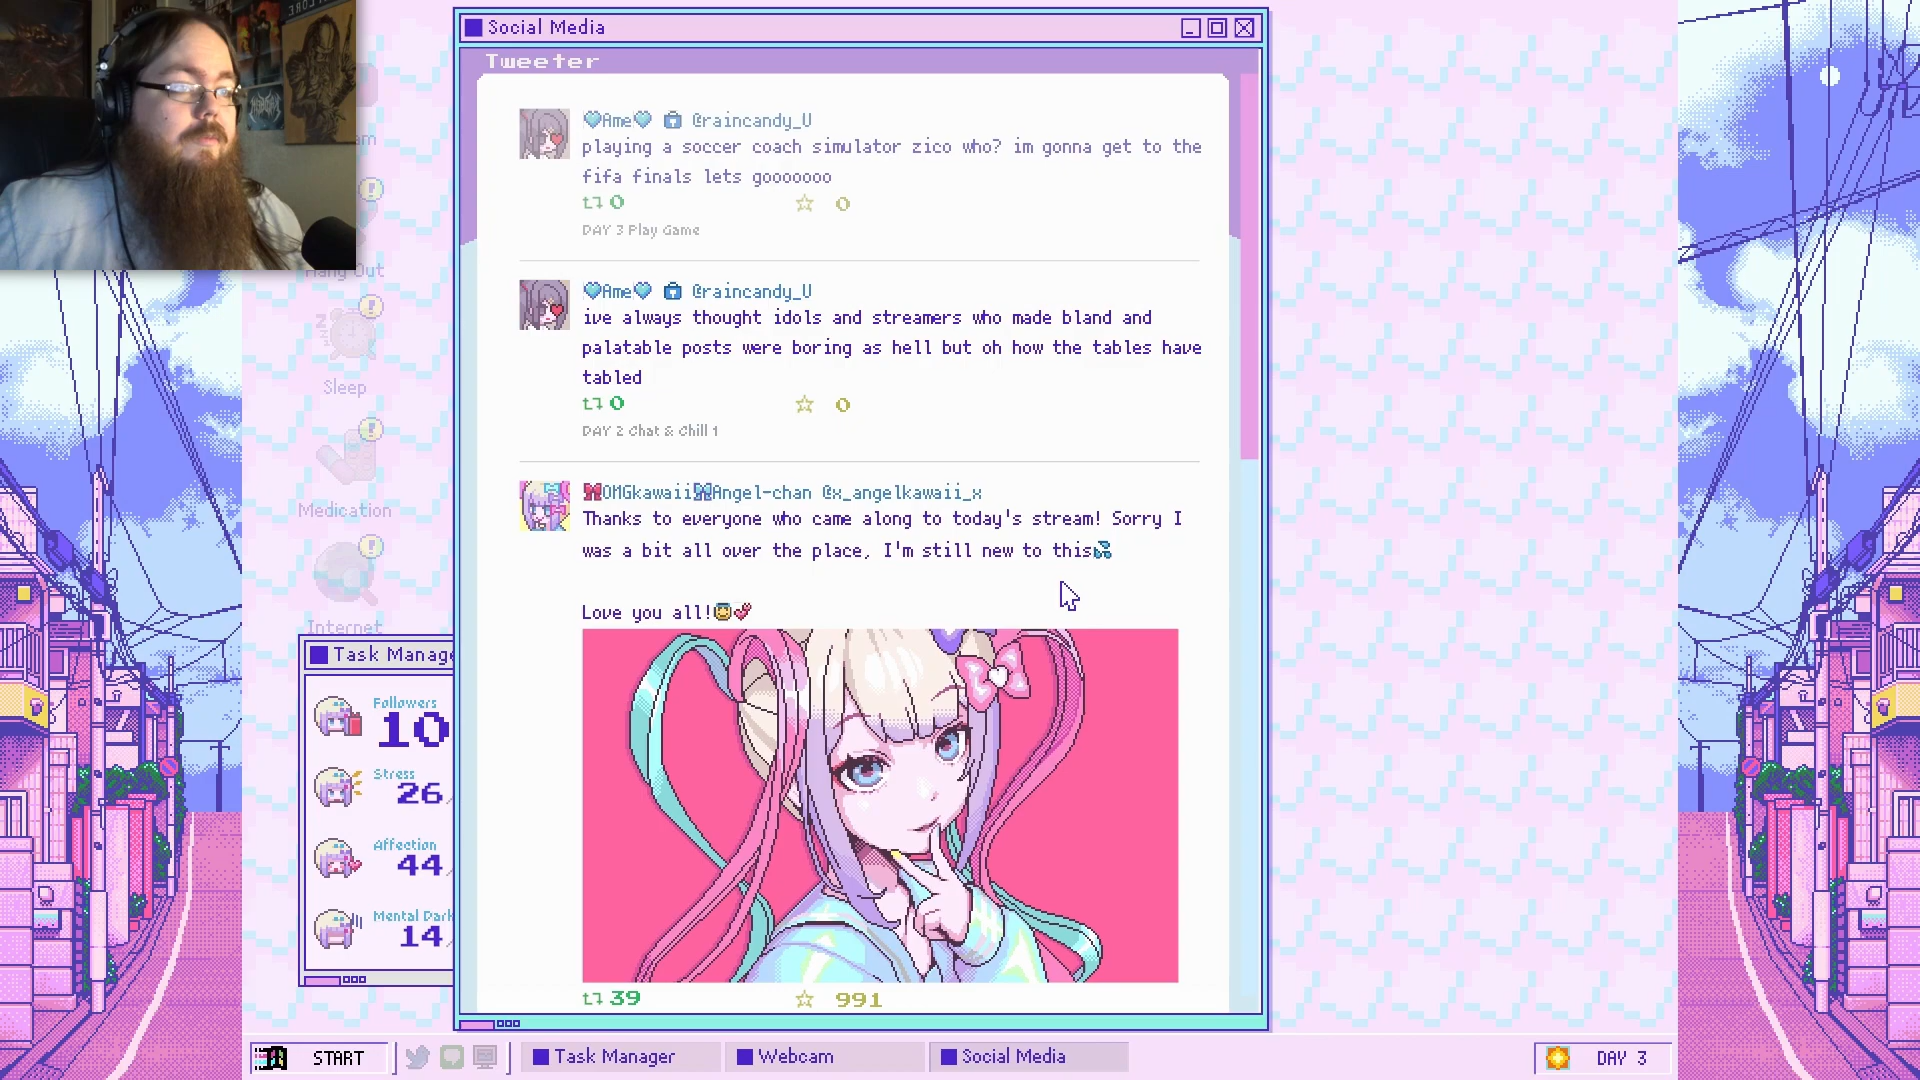 Social Media
Tweeter
Ame @raincandy_U
playing a soccer coach simulator zico who? im gonna get to the
fifa finals lets gooooooo
0 0
DAY 3 Play Game
Ame @raincandy_U
ive always thought idols and streamers who made bland and
palatable posts were boring as hell but oh how the tables have
tabled
0 0
DAY 2 Chat & Chill 1
OMGkawaii Angel-chan @x_angelkawaii_x
Thanks to everyone who came along to today's stream! Sorry I
was a bit all over the place, I'm still new to this
Love you all!
39 991
Hang Out
Sleep
Medication
Internet
Task Manage
Followers
10
Stress
26
Affection
44
Mental Dark
14
START
Task Manager
Webcam
Social Media
DAY 3